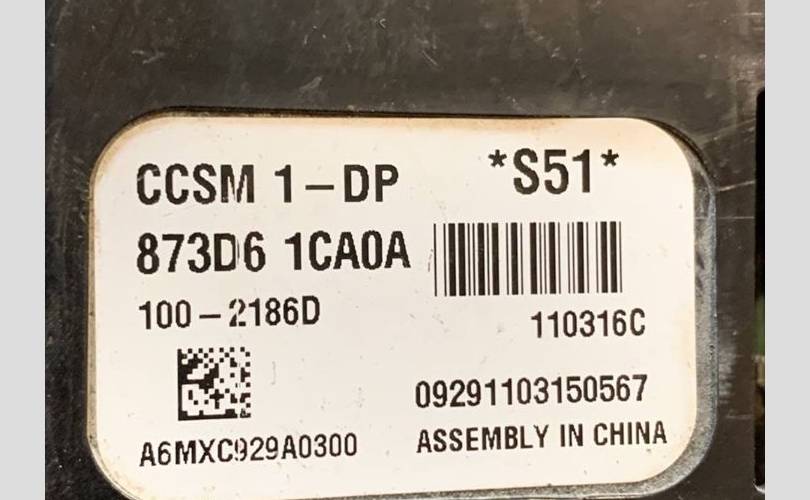 CCSM 1-DP
*S51*
873D6 1CA0A
100-2186D
110316C
09291103150567
A6MXC929A0300
ASSEMBLY IN CHINA